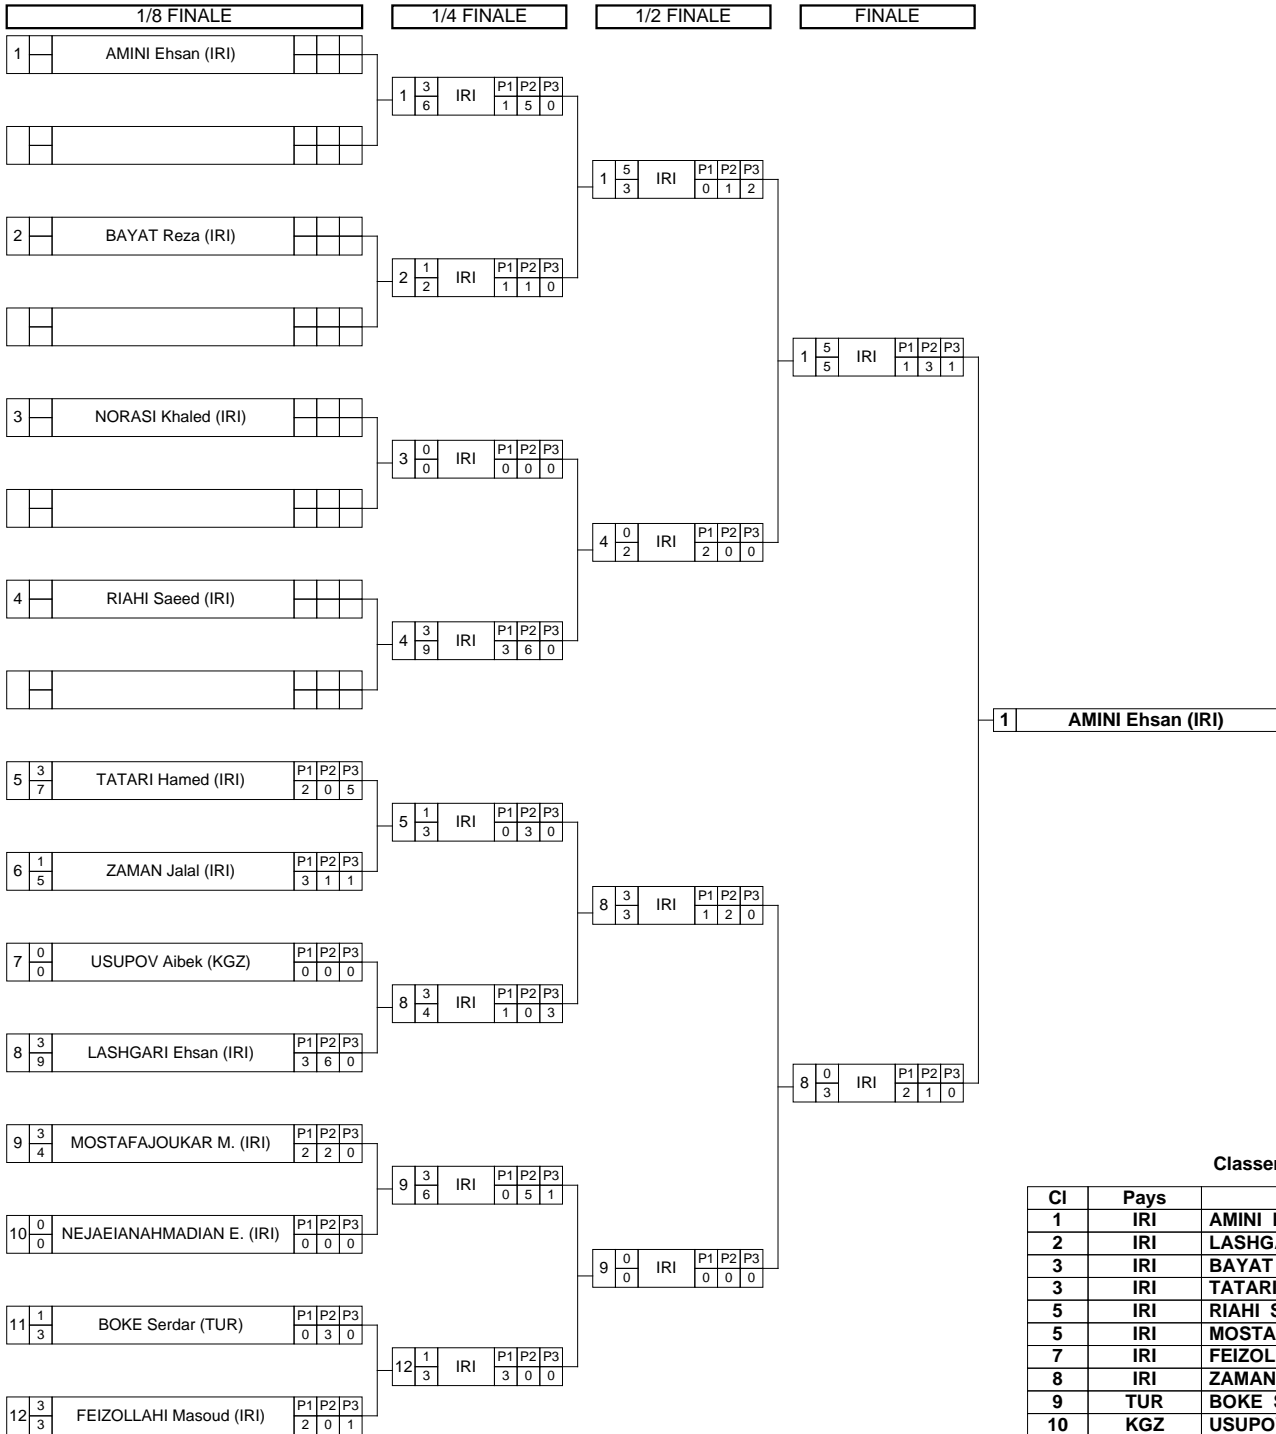 1/8 FINALE 1/4 FINALE 1/2 FINALE FINALE
1 AMINI Ehsan (IRI)
1 3 6 IRI P1 P2 P3 1 5 0
1 5 3 IRI P1 P2 P3 0 1 2
2 BAYAT Reza (IRI)
2 1 2 IRI P1 P2 P3 1 1 0
1 5 5 IRI P1 P2 P3 1 3 1
3 NORASI Khaled (IRI)
3 0 0 IRI P1 P2 P3 0 0 0
4 0 2 IRI P1 P2 P3 2 0 0
4 RIAHI Saeed (IRI)
4 3 9 IRI P1 P2 P3 3 6 0
1 AMINI Ehsan (IRI)
5 3 7 TATARI Hamed (IRI) P1 P2 P3 2 0 5
5 1 3 IRI P1 P2 P3 0 3 0
6 1 5 ZAMAN Jalal (IRI) P1 P2 P3 3 1 1
8 3 3 IRI P1 P2 P3 1 2 0
7 0 0 USUPOV Aibek (KGZ) P1 P2 P3 0 0 0
8 3 4 IRI P1 P2 P3 1 0 3
8 3 9 LASHGARI Ehsan (IRI) P1 P2 P3 3 6 0
8 0 3 IRI P1 P2 P3 2 1 0
9 3 4 MOSTAFAJOUKAR M. (IRI) P1 P2 P3 2 2 0
9 3 6 IRI P1 P2 P3 0 5 1
10 0 0 NEJAEIANAHMADIAN E. (IRI) P1 P2 P3 0 0 0
9 0 0 IRI P1 P2 P3 0 0 0
11 1 3 BOKE Serdar (TUR) P1 P2 P3 0 3 0
12 1 3 IRI P1 P2 P3 3 0 0
12 3 3 FEIZOLLAHI Masoud (IRI) P1 P2 P3 2 0 1
Classe
Cl Pays
1 IRI AMINI
2 IRI LASHG
3 IRI BAYAT
3 IRI TATARI
5 IRI RIAHI S
5 IRI MOSTA
7 IRI FEIZOL
8 IRI ZAMAN
9 TUR BOKE S
10 KGZ USUPO